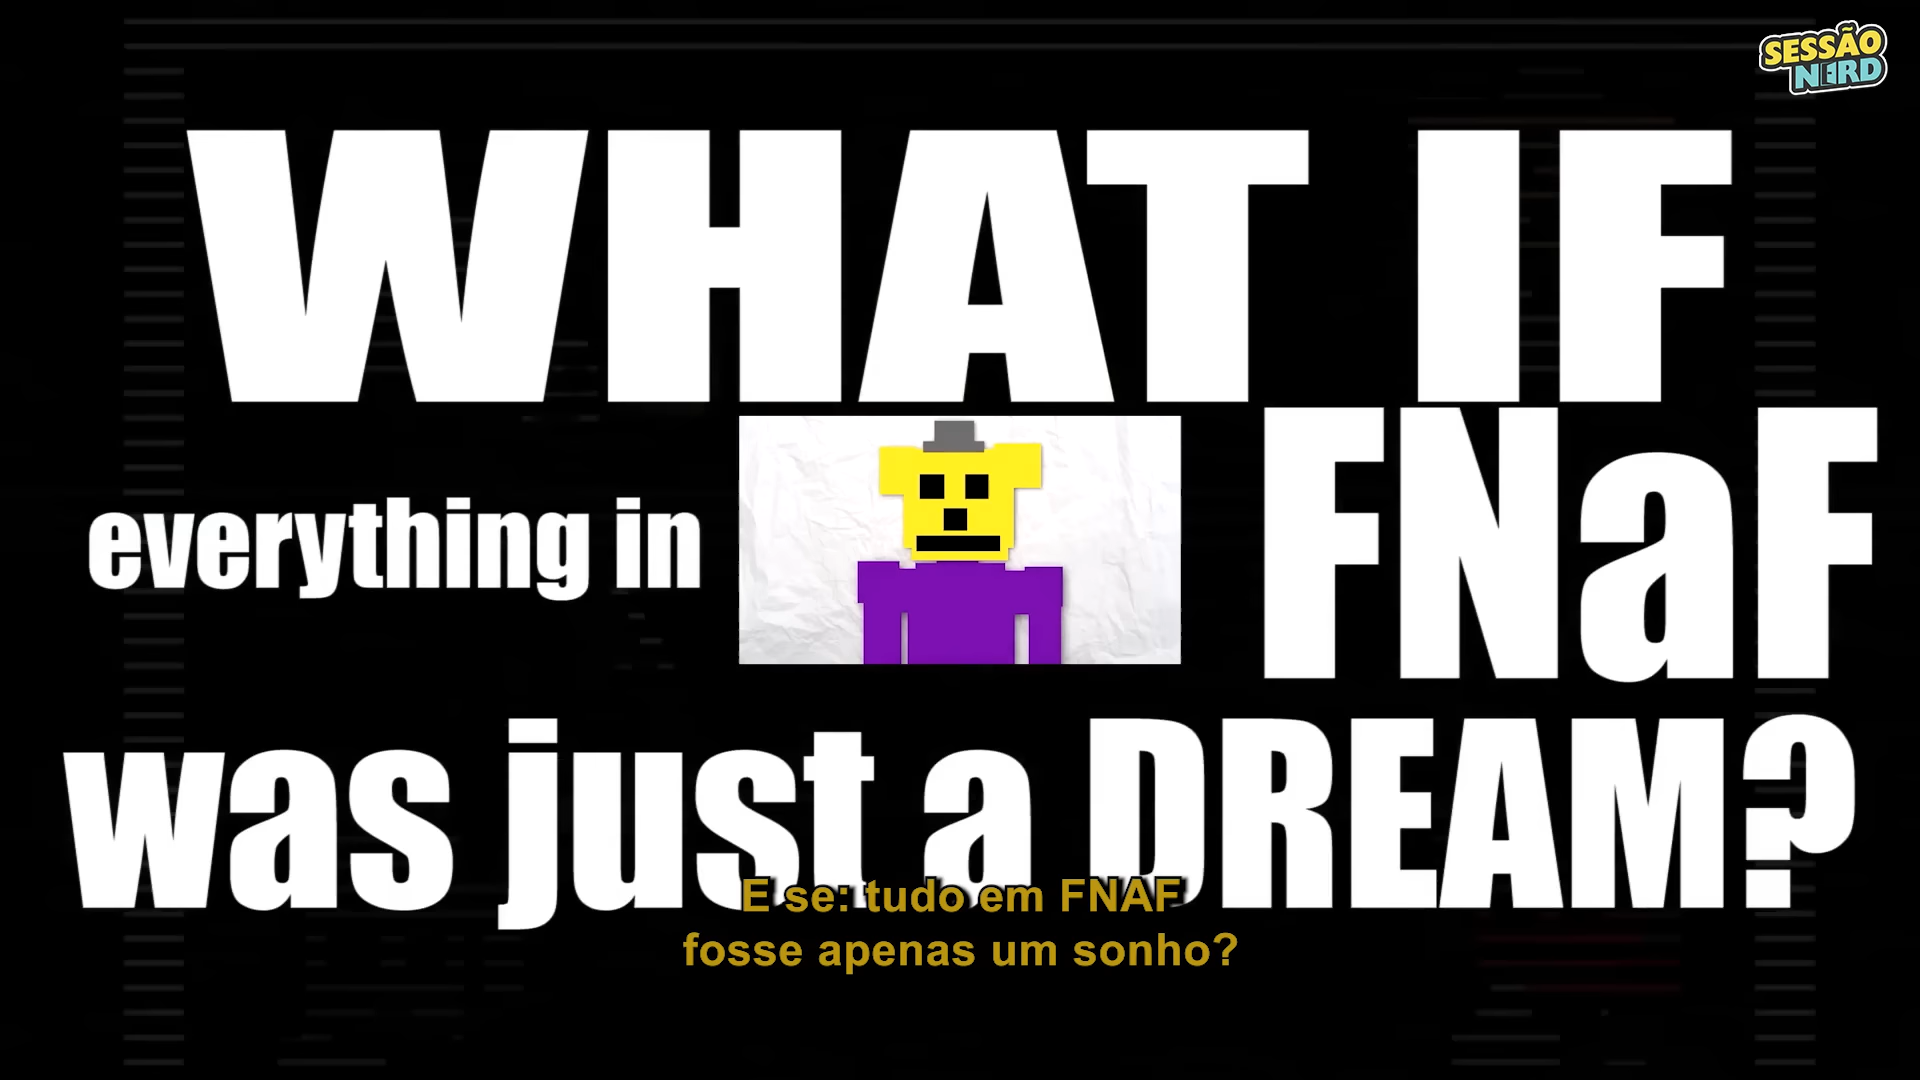 SESSÃO
NERD
WHAT IF
everything in FNaF
was just a DREAM?
E se: tudo em FNAF
fosse apenas um sonho?